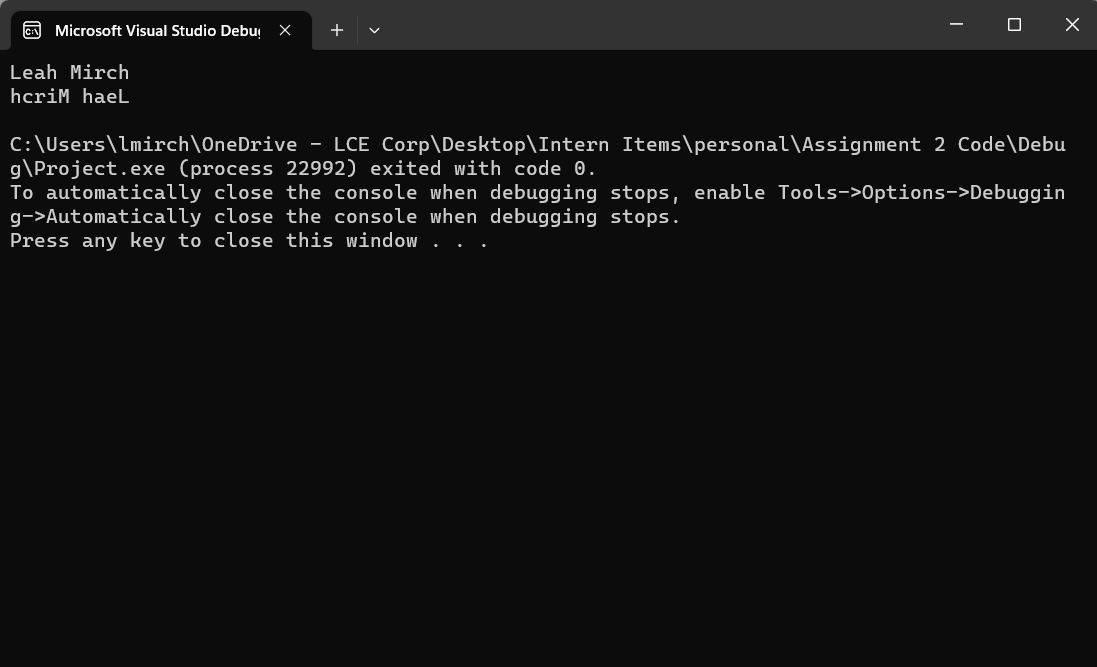 Microsoft Visual Studio Debug
Leah Mirch
hcriM haeL
C:\Users\lmirch\OneDrive - LCE Corp\Desktop\Intern Items\personal\Assignment 2 Code\Debu
g\Project.exe (process 22992) exited with code 0.
To automatically close the console when debugging stops, enable Tools->Options->Debuggin
g->Automatically close the console when debugging stops.
Press any key to close this window . . .